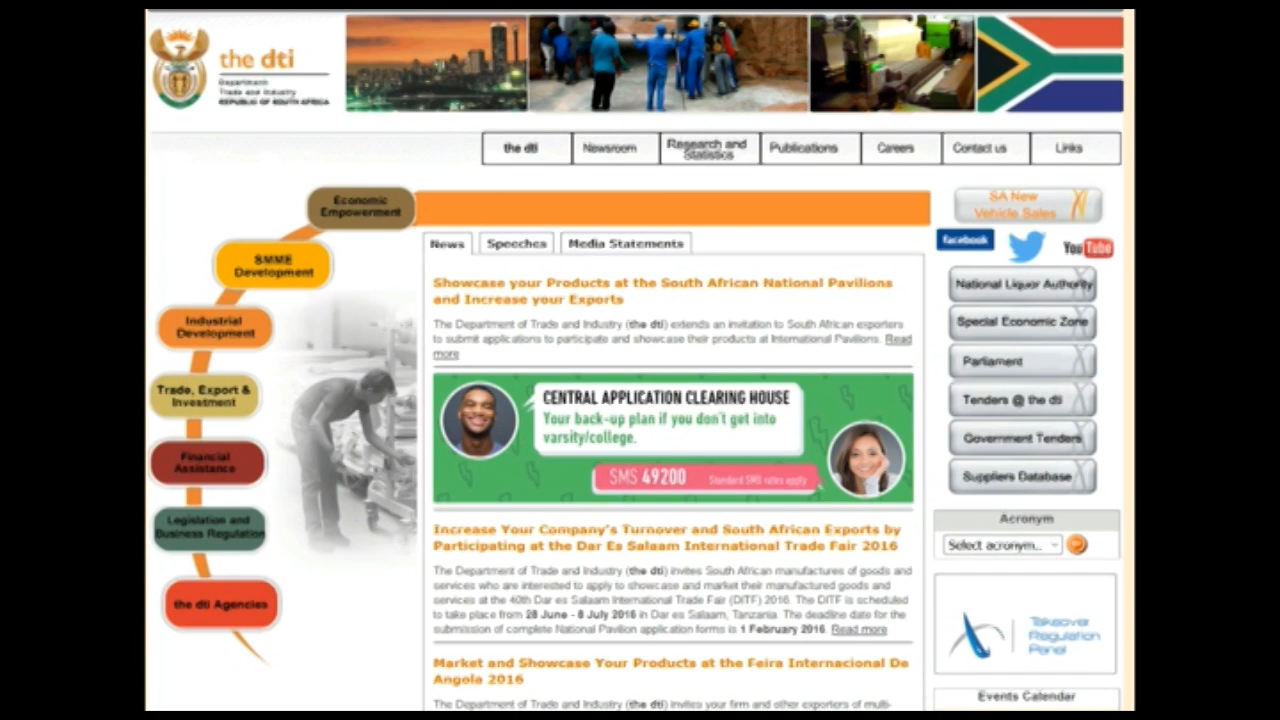 the dti
Department:
Trade and Industry
REPUBLIC OF SOUTH AFRICA
the dti
Newsroom
Research and
Statistics
Publications
Careers
Contact us
Links
Economic
Empowerment
SMME
Development
Industrial
Development
Trade, Export &
Investment
Financial
Assistance
Legislation and
Business Regulation
the dti Agencies
News
Speeches
Media Statements
Showcase your Products at the South African National Pavilions
and Increase your Exports
The Department of Trade and Industry (the dti) extends an invitation to South African exporters
to submit applications to participate and showcase their products at International Pavilions. Read
more
CENTRAL APPLICATION CLEARING HOUSE
Your back-up plan if you don't get into
varsity/college.
SMS 49200
Standard SMS rates apply
Increase Your Company's Turnover and South African Exports by
Participating at the Dar Es Salaam International Trade Fair 2016
The Department of Trade and Industry (the dti) invites South African manufactures of goods and
services who are interested to apply to showcase and market their manufactured goods and
services at the 40th Dar es Salaam International Trade Fair (DITF) 2016. The DITF is scheduled
to take place from 28 June - 8 July 2016 in Dar es Salaam, Tanzania. The deadline date for the
submission of complete National Pavilion application forms is 1 February 2016. Read more
Market and Showcase Your Products at the Feira Internacional De
Angola 2016
The Department of Trade and Industry (the dti) invites your firm and other exporters of multi-
SA New
Vehicle Sales
facebook
YouTube
National Liquor Authority
Special Economic Zone
Parliament
Tenders @ the dti
Government Tenders
Suppliers Database
Acronym
Select acronym...
Takeover
Regulation
Panel
Events Calendar